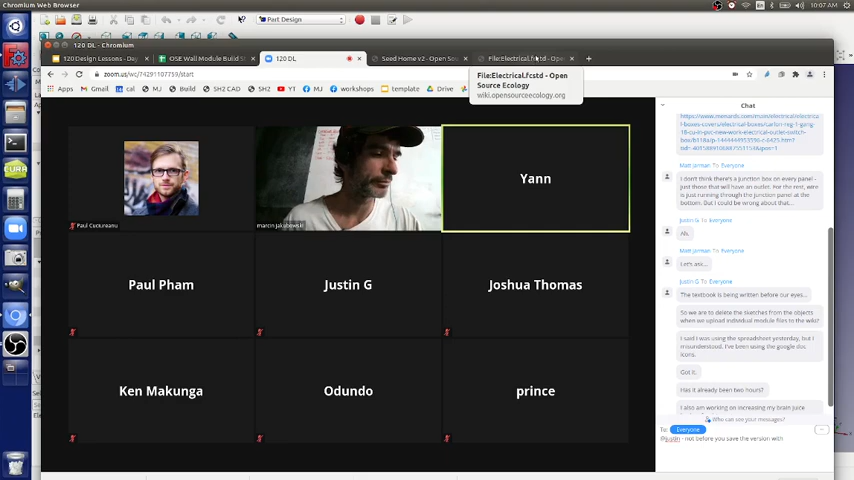 Chromium Web Browser
En
10:07 AM
Part Design
120 DL - Chromium
120 Design Lessons - Day
OSE Wall Module Build S
120 DL
Seed Home v2 - Open So
File:Electrical.fcstd - Ope
zoom.us/wc/74291107759/start
Apps
Gmail
YT
MJ
Build
SH2 CAD
SH2
YT
MJ
workshops
translate
FB
File:Electrical.fcstd - Open
Source Ecology
wiki.opensourceecology.org
Paul Cuciureanu
marcin jakubowski
Yann
Paul Pham
Justin G
Joshua Thomas
Ken Makunga
Odundo
prince
Chat
Matt Jarman To Everyone
I don't think there's a junction box on every panel -
just those that will have an outlet. For the rest, wire
is just running through the junction panel at the
bottom. But I could be wrong about that...
Justin G To Everyone
Ah.
Matt Jarman To Everyone
Let's ask...
Justin G To Everyone
The textbook is being written before our eyes...
So we are to delete the sketches from the objects
when we upload individual module files to the wiki?
I said I was using the spreadsheet yesterday, but I
misunderstood. I've been using the google doc
icons.
Got it.
Has it already been two hours?
I also am working on increasing my brain juice
Who can see your messages?
To: Everyone
@justin - not before you save the version with